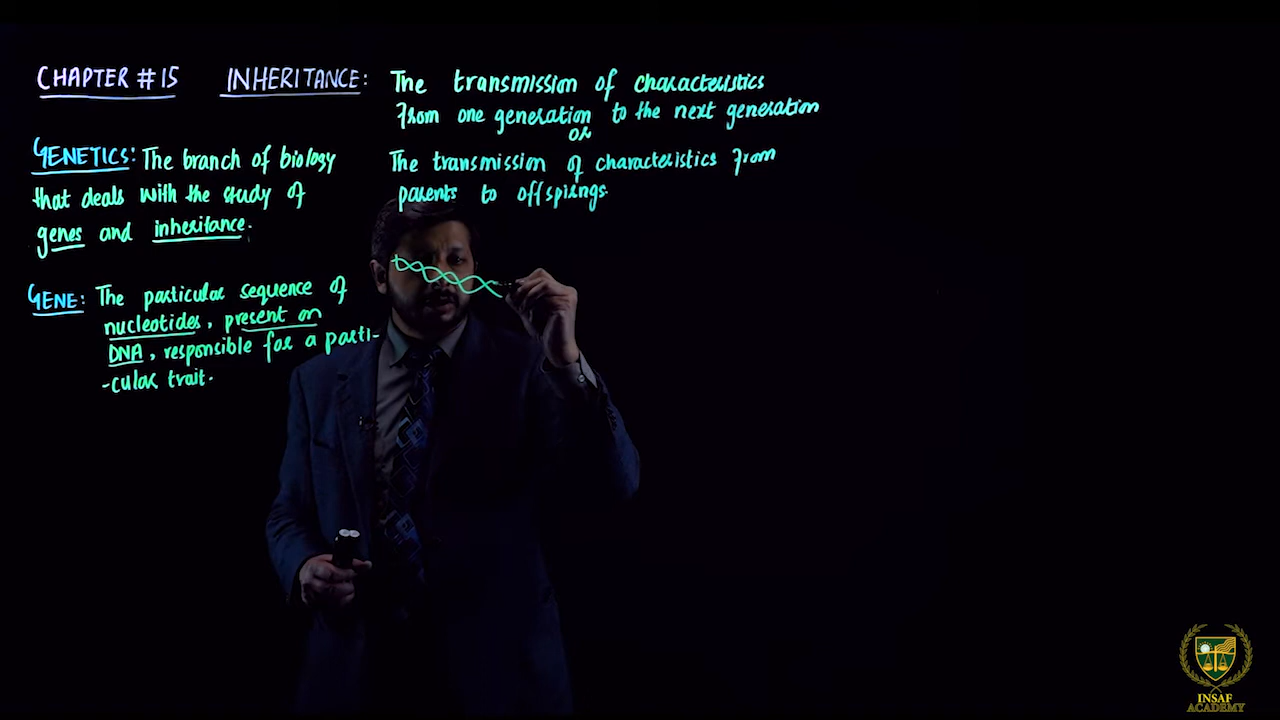 CHAPTER #15 INHERITANCE: The transmission of characteristics
From one generation to the next generation
OR
The transmission of characteristics From
parents to offsprings.
GENETICS: The branch of biology
that deals with the study of
genes and inheritance.
GENE: The particular sequence of
nucleotides, present on
DNA, responsible for a parti-
-cular trait.
INSAF
ACADEMY